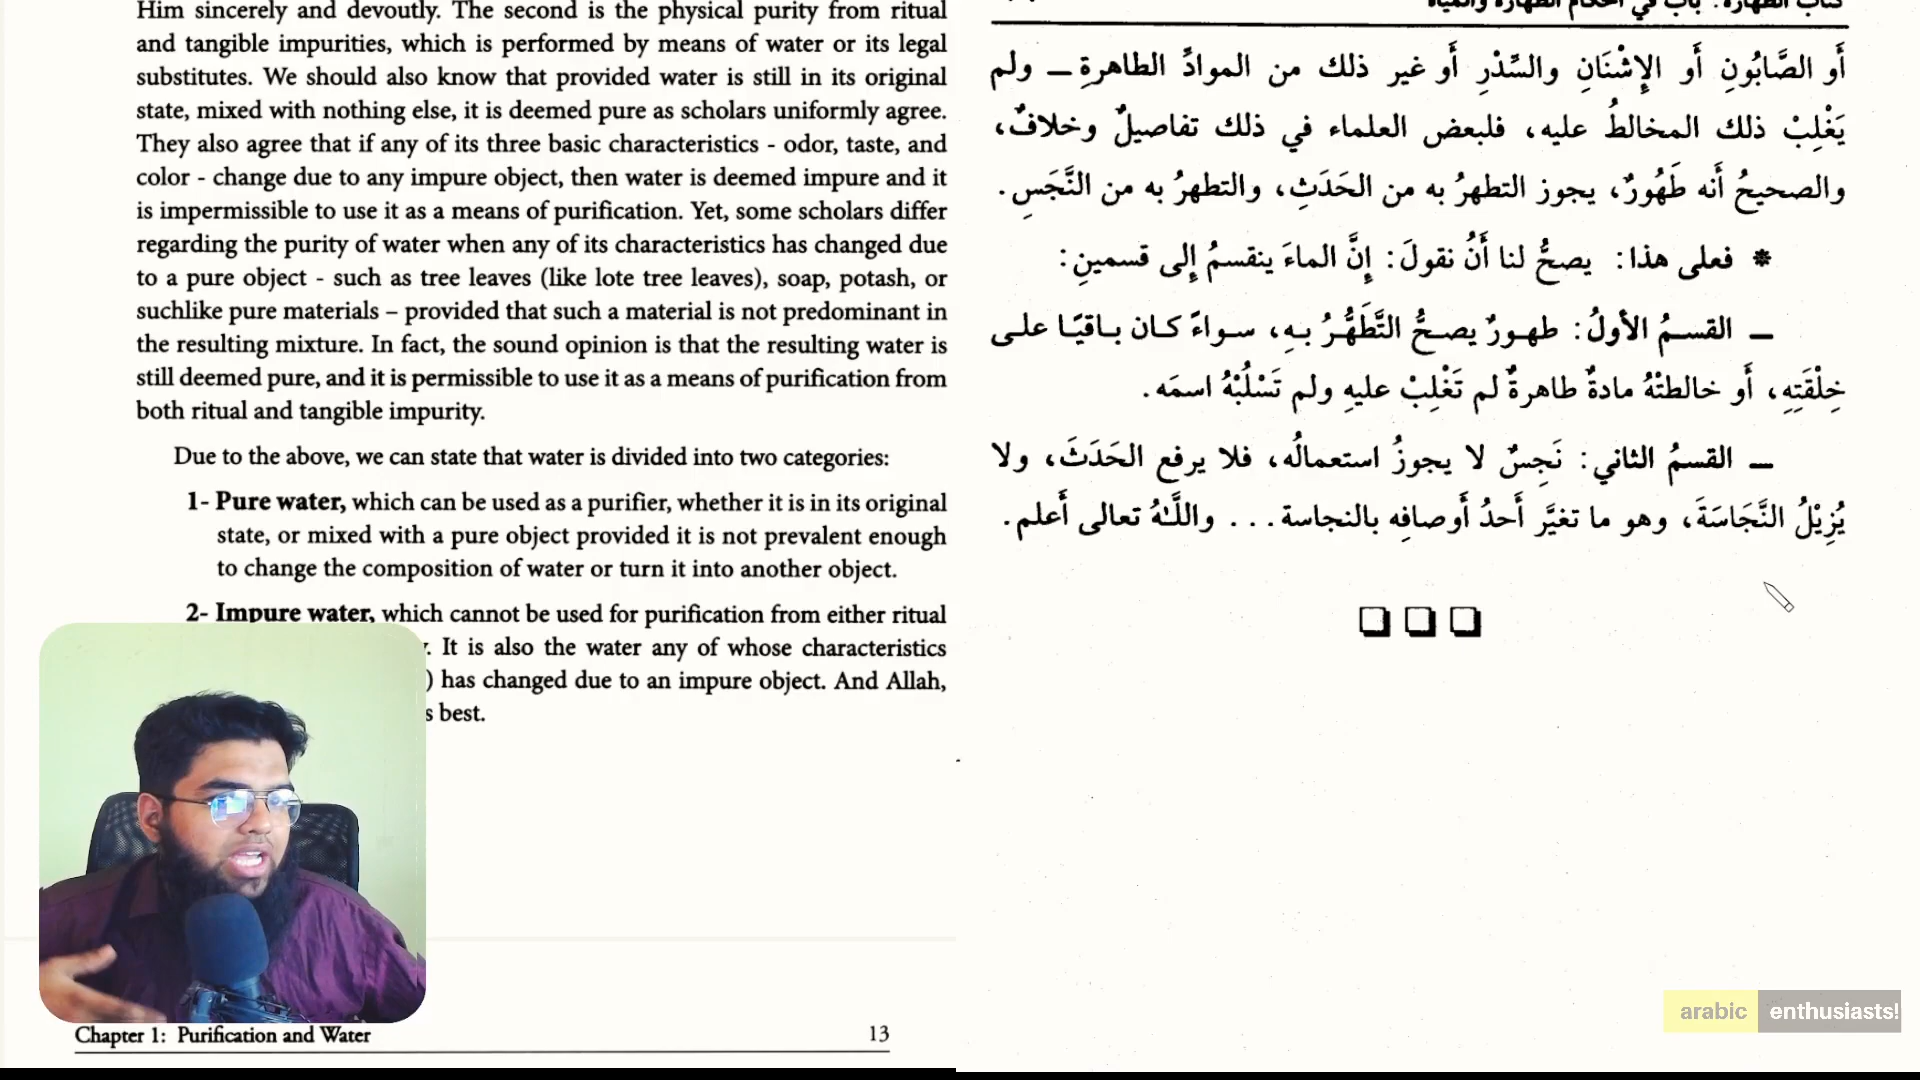 Him sincerely and devoutly. The second is the physical purity from ritual
and tangible impurities, which is performed by means of water or its legal
substitutes. We should also know that provided water is still in its original
state, mixed with nothing else, it is deemed pure as scholars uniformly agree.
They also agree that if any of its three basic characteristics - odor, taste, and
color - change due to any impure object, then water is deemed impure and it
is impermissible to use it as a means of purification. Yet, some scholars differ
regarding the purity of water when any of its characteristics has changed due
to a pure object - such as tree leaves (like lote tree leaves), soap, potash, or
suchlike pure materials – provided that such a material is not predominant in
the resulting mixture. In fact, the sound opinion is that the resulting water is
still deemed pure, and it is permissible to use it as a means of purification from
both ritual and tangible impurity.
Due to the above, we can state that water is divided into two categories:
1- Pure water, which can be used as a purifier, whether it is in its original
state, or mixed with a pure object provided it is not prevalent enough
to change the composition of water or turn it into another object.
2- Impure water, which cannot be used for purification from either ritual
. It is also the water any of whose characteristics
) has changed due to an impure object. And Allah,
s best.
Chapter 1: Purification and Water
13
أَو الصَّابُونِ أَو الإِشْنَانِ والسِّدْرِ أَو غير ذلك من الموادِّ الطاهرةِ ــ ولم
يَغْلِبْ ذلك المخالطُ عليه، فلبعض العلماء في ذلك تفاصيلٌ وخلافٌ،
والصحيحُ أَنه طَهُورٌ، يجوز التطهرُ به من الحَدَثِ، والتطهرُ به من النَّجَسِ.
* فعلى هذا: يصحُّ لنا أَنْ نقولَ: إِنَّ الماءَ ينقسمُ إِلى قسمينِ:
ــ القسمُ الأولُ: طهورٌ يصحُّ التَّطَهُّرُ بهِ، سواءً كان باقيًا على
خِلْقَتِهِ، أَو خالطتْهُ مادةٌ طاهرةٌ لم تَغْلِبْ عليهِ ولم تَسْلُبْهُ اسمَه.
ــ القسمُ الثاني: نَجِسٌ لا يجوزُ استعمالُه، فلا يرفع الحَدَثَ، ولا
يُزِيْلُ النَّجَاسَةَ، وهو ما تغيَّر أَحدُ أَوصافِه بالنجاسة... واللَّهُ تعالى أَعلم.
arabic enthusiasts!